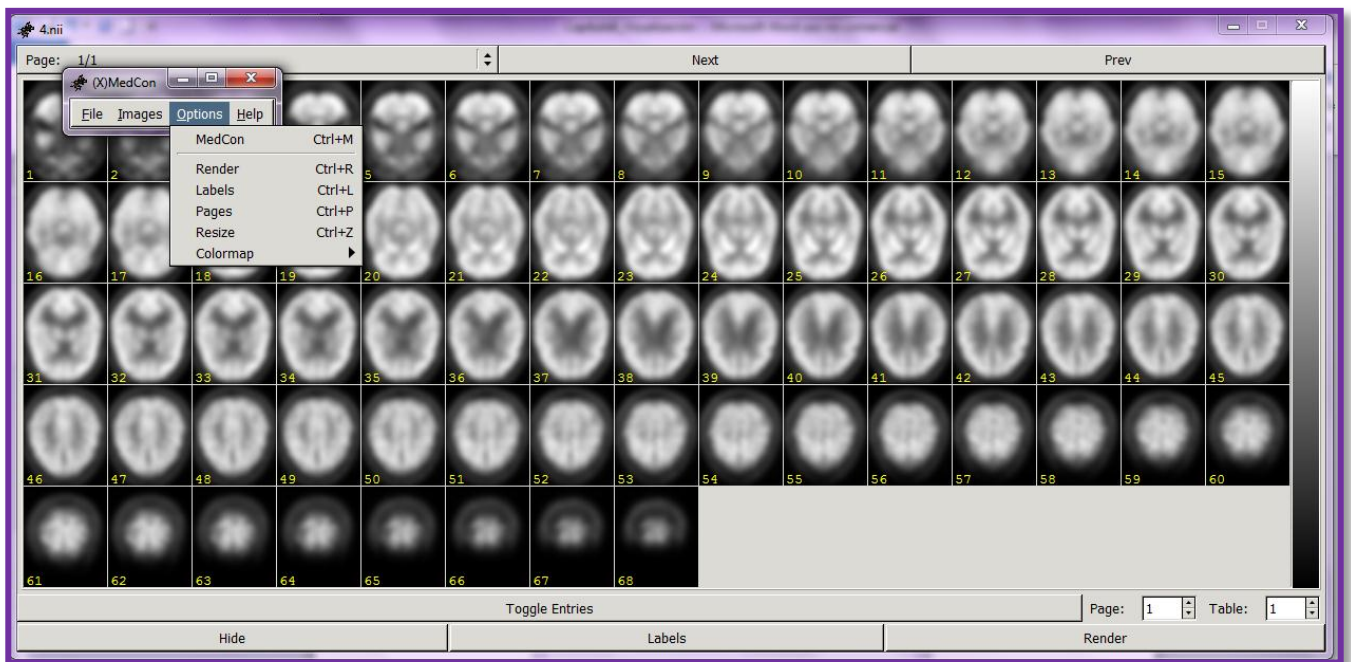 4.nii
Page: 1/1 Next Prev
(X)MedCon
File Images Options Help
MedCon Ctrl+M
Render Ctrl+R
Labels Ctrl+L
Pages Ctrl+P
Resize Ctrl+Z
Colormap
1 2 5 6 7 8 9 10 11 12 13 14 15
16 17 18 19 20 21 22 23 24 25 26 27 28 29 30
31 32 33 34 35 36 37 38 39 40 41 42 43 44 45
46 47 48 49 50 51 52 53 54 55 56 57 58 59 60
61 62 63 64 65 66 67 68
Toggle Entries Page: 1 Table: 1
Hide Labels Render